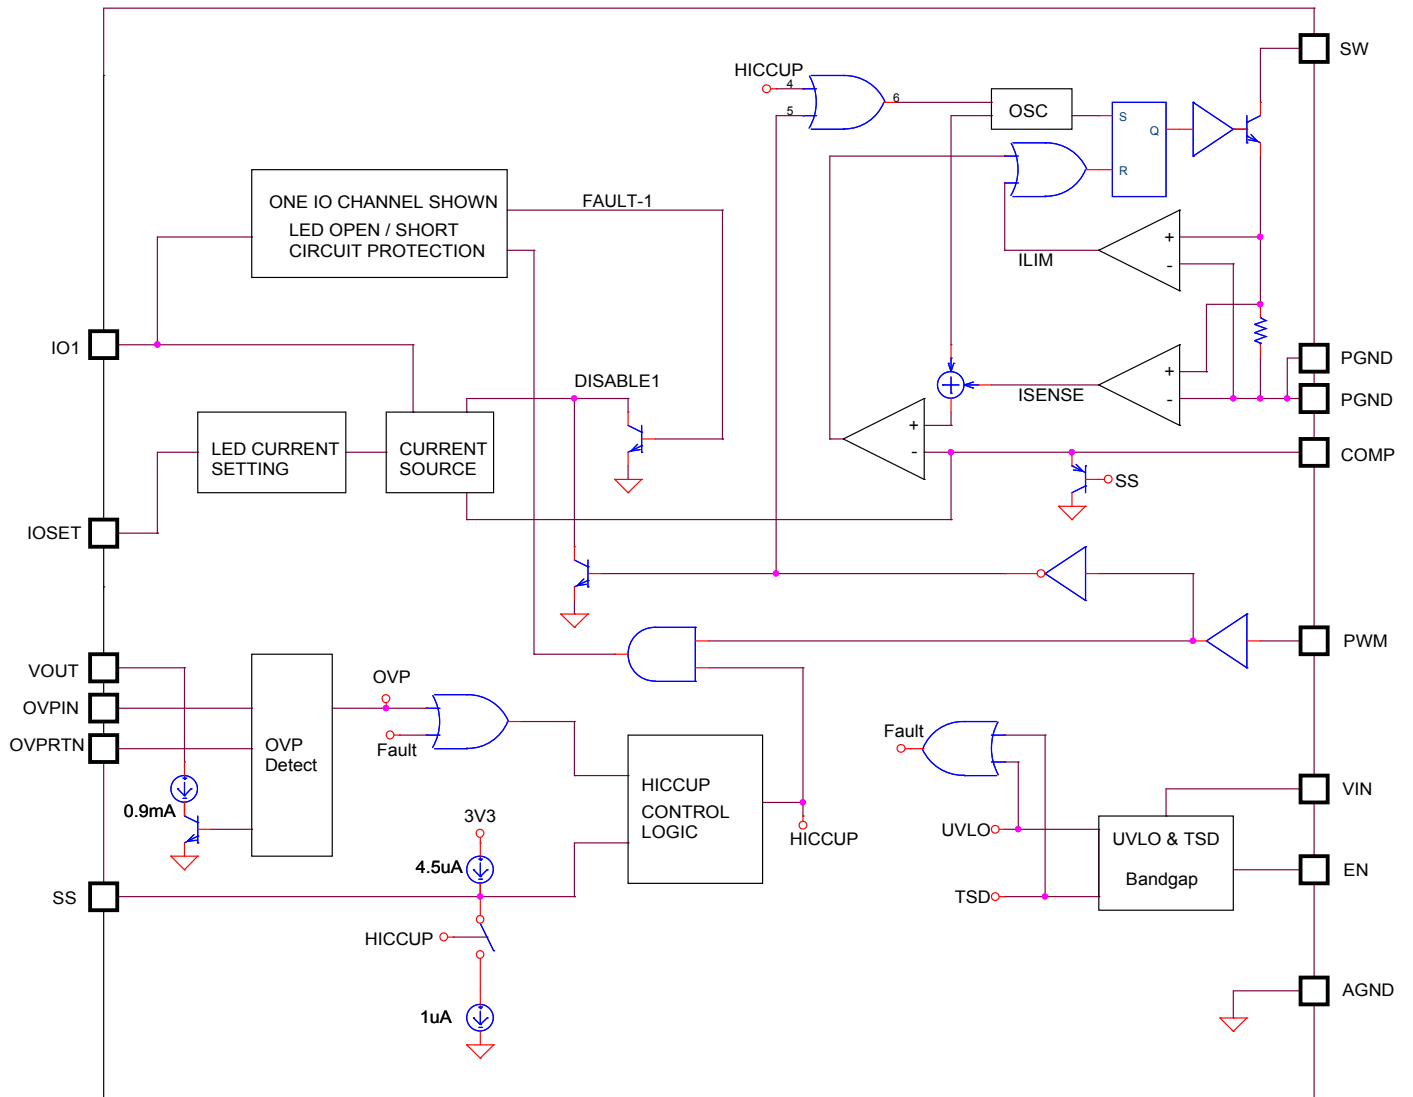 SW
HICCUP
4
5
6
OSC
S
Q
R
ONE IO CHANNEL SHOWN
LED OPEN / SHORT
CIRCUIT PROTECTION
FAULT-1
+
-
ILIM
IO1
PGND
DISABLE1
+
-
ISENSE
PGND
LED CURRENT
SETTING
CURRENT
SOURCE
+
-
COMP
SS
IOSET
PWM
VOUT
OVPIN
OVPRTN
OVP
Detect
OVP
Fault
0.9mA
HICCUP
CONTROL
LOGIC
HICCUP
Fault
UVLO
TSD
UVLO & TSD
Bandgap
VIN
EN
3V3
4.5uA
SS
HICCUP
1uA
AGND